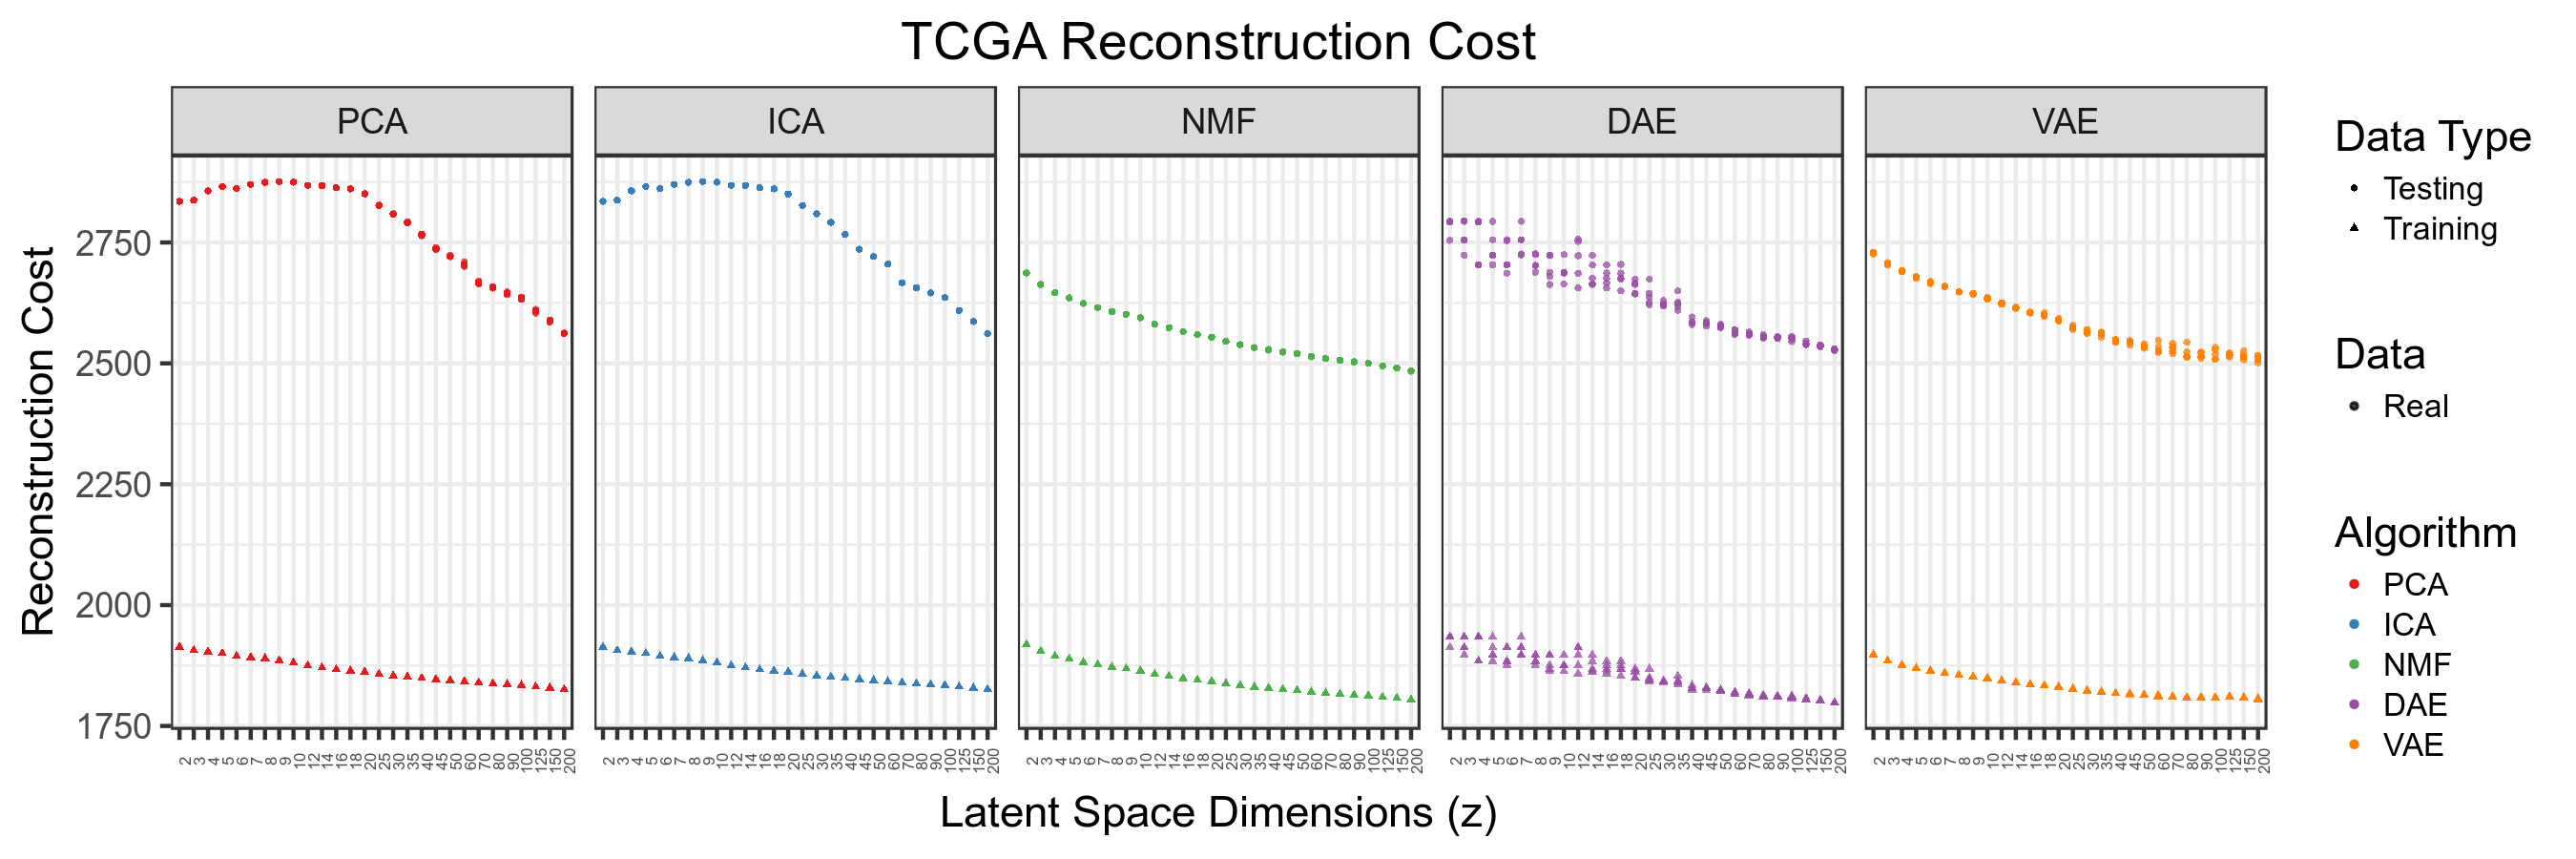 TCGA Reconstruction Cost
PCA ICA NMF DAE VAE
Reconstruction Cost
2750
2500
2250
2000
1750
2 3 4 5 6 7 8 9 10 12 14 16 18 20 25 30 35 40 45 50 60 70 80 90 100 125 150 200
2 3 4 5 6 7 8 9 10 12 14 16 18 20 25 30 35 40 45 50 60 70 80 90 100 125 150 200
2 3 4 5 6 7 8 9 10 12 14 16 18 20 25 30 35 40 45 50 60 70 80 90 100 125 150 200
2 3 4 5 6 7 8 9 10 12 14 16 18 20 25 30 35 40 45 50 60 70 80 90 100 125 150 200
2 3 4 5 6 7 8 9 10 12 14 16 18 20 25 30 35 40 45 50 60 70 80 90 100 125 150 200
Latent Space Dimensions (z)
Data Type
Testing
Training
Data
Real
Algorithm
PCA
ICA
NMF
DAE
VAE